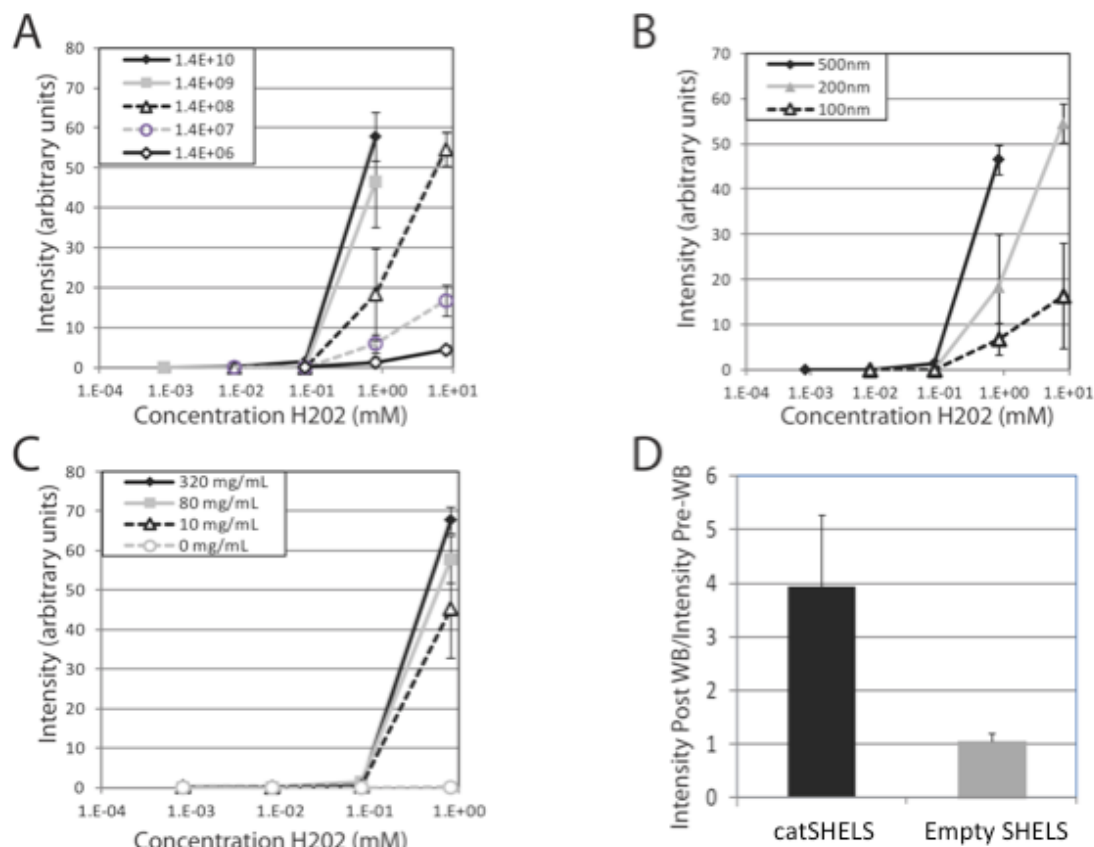 A
Intensity (arbitrary units)
80
70
60
50
40
30
20
10
0
1.4E+10
1.4E+09
1.4E+08
1.4E+07
1.4E+06
1.E-04 1.E-03 1.E-02 1.E-01 1.E+00 1.E+01
Concentration H202 (mM)
B
Intensity (arbitrary units)
70
60
50
40
30
20
10
0
500nm
200nm
100nm
1.E-04 1.E-03 1.E-02 1.E-01 1.E+00 1.E+01
Concentration H202 (mM)
C
Intensity (arbitrary units)
80
70
60
50
40
30
20
10
0
320 mg/mL
80 mg/mL
10 mg/mL
0 mg/mL
1.E-04 1.E-03 1.E-02 1.E-01 1.E+00
Concentration H202 (mM)
D
Intensity Post WB/Intensity Pre-WB
6
5
4
3
2
1
0
catSHELS Empty SHELS